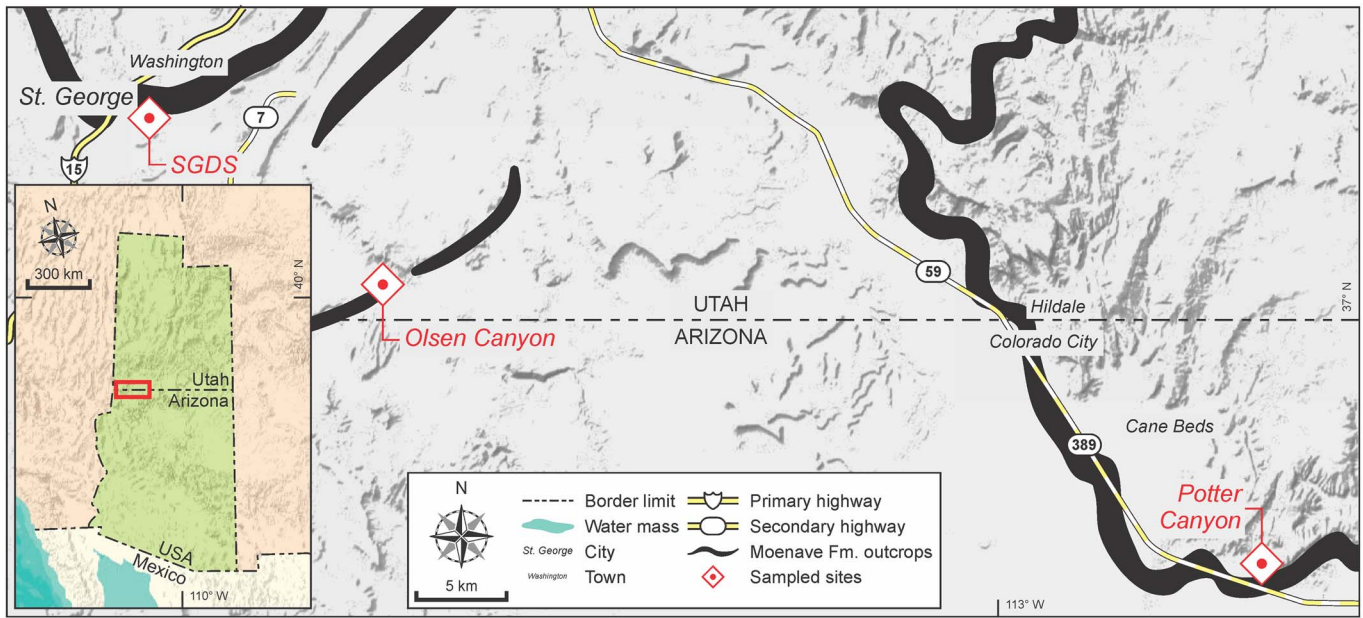 Washington
St. George
7
15
SGDS
N
300 km
40° N
Utah
Arizona
USA
Mexico
110° W
Olsen Canyon
UTAH
ARIZONA
59
Hildale
Colorado City
37° N
Cane Beds
389
Potter
Canyon
113° W
N
5 km
Border limit
Water mass
St. George
City
Washington
Town
Primary highway
Secondary highway
Moenave Fm. outcrops
Sampled sites